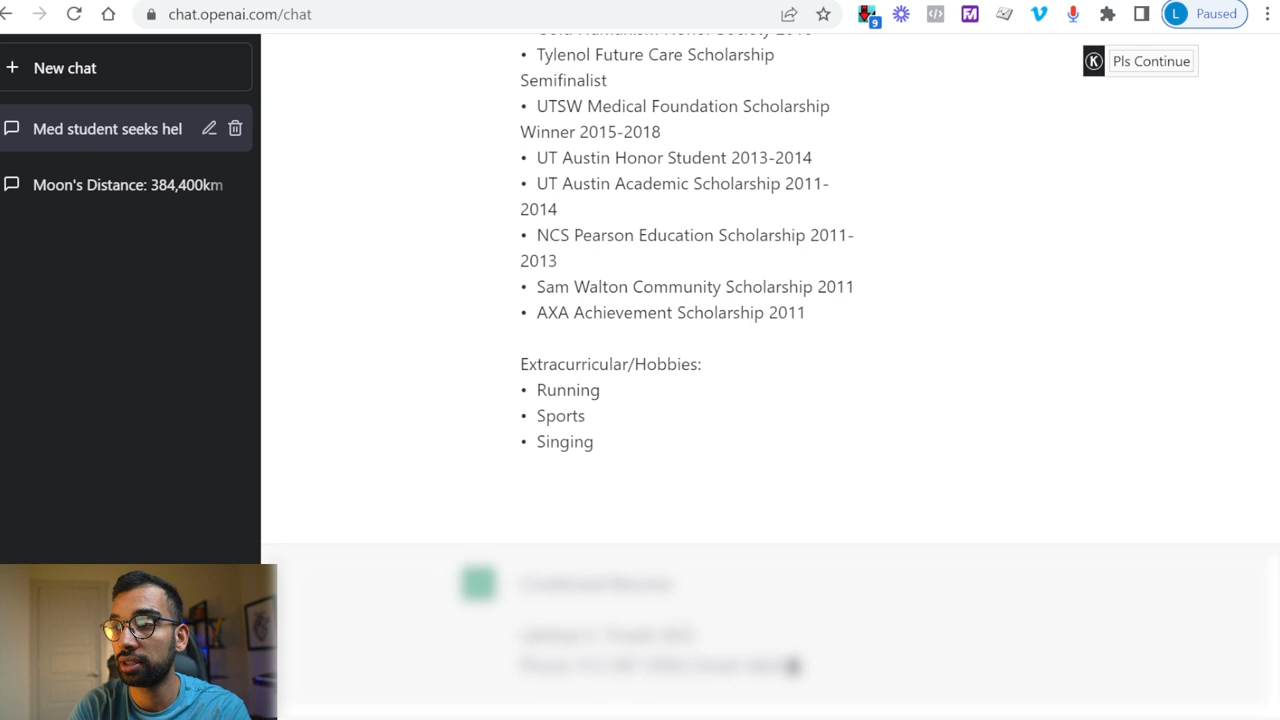 chat.openai.com/chat
9
L Paused
New chat
Med student seeks hel
Moon's Distance: 384,400km
K Pls Continue
• Tylenol Future Care Scholarship
Semifinalist
• UTSW Medical Foundation Scholarship
Winner 2015-2018
• UT Austin Honor Student 2013-2014
• UT Austin Academic Scholarship 2011-
2014
• NCS Pearson Education Scholarship 2011-
2013
• Sam Walton Community Scholarship 2011
• AXA Achievement Scholarship 2011
Extracurricular/Hobbies:
• Running
• Sports
• Singing